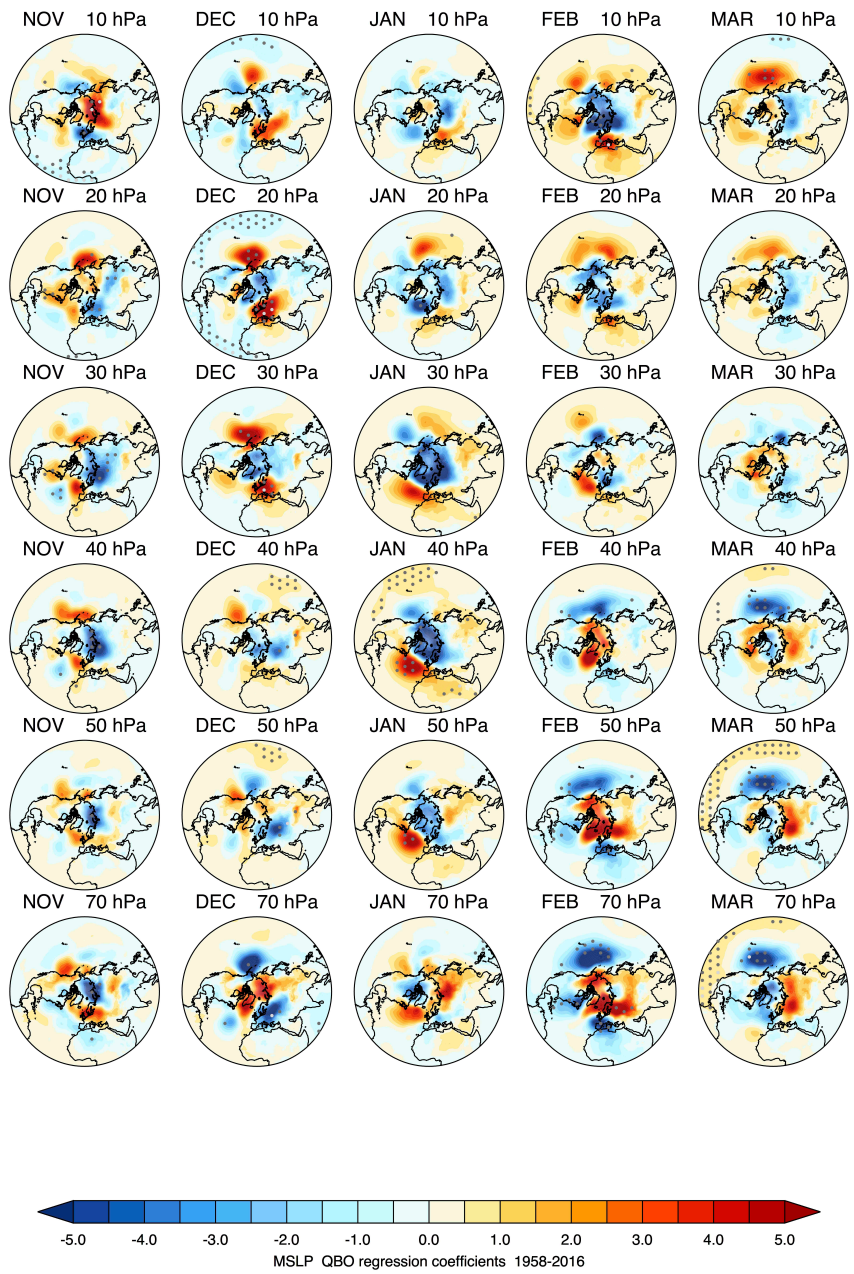 NOV 10 hPa DEC 10 hPa JAN 10 hPa FEB 10 hPa MAR 10 hPa
NOV 20 hPa DEC 20 hPa JAN 20 hPa FEB 20 hPa MAR 20 hPa
NOV 30 hPa DEC 30 hPa JAN 30 hPa FEB 30 hPa MAR 30 hPa
NOV 40 hPa DEC 40 hPa JAN 40 hPa FEB 40 hPa MAR 40 hPa
NOV 50 hPa DEC 50 hPa JAN 50 hPa FEB 50 hPa MAR 50 hPa
NOV 70 hPa DEC 70 hPa JAN 70 hPa FEB 70 hPa MAR 70 hPa
-5.0 -4.0 -3.0 -2.0 -1.0 0.0 1.0 2.0 3.0 4.0 5.0
MSLP QBO regression coefficients 1958-2016